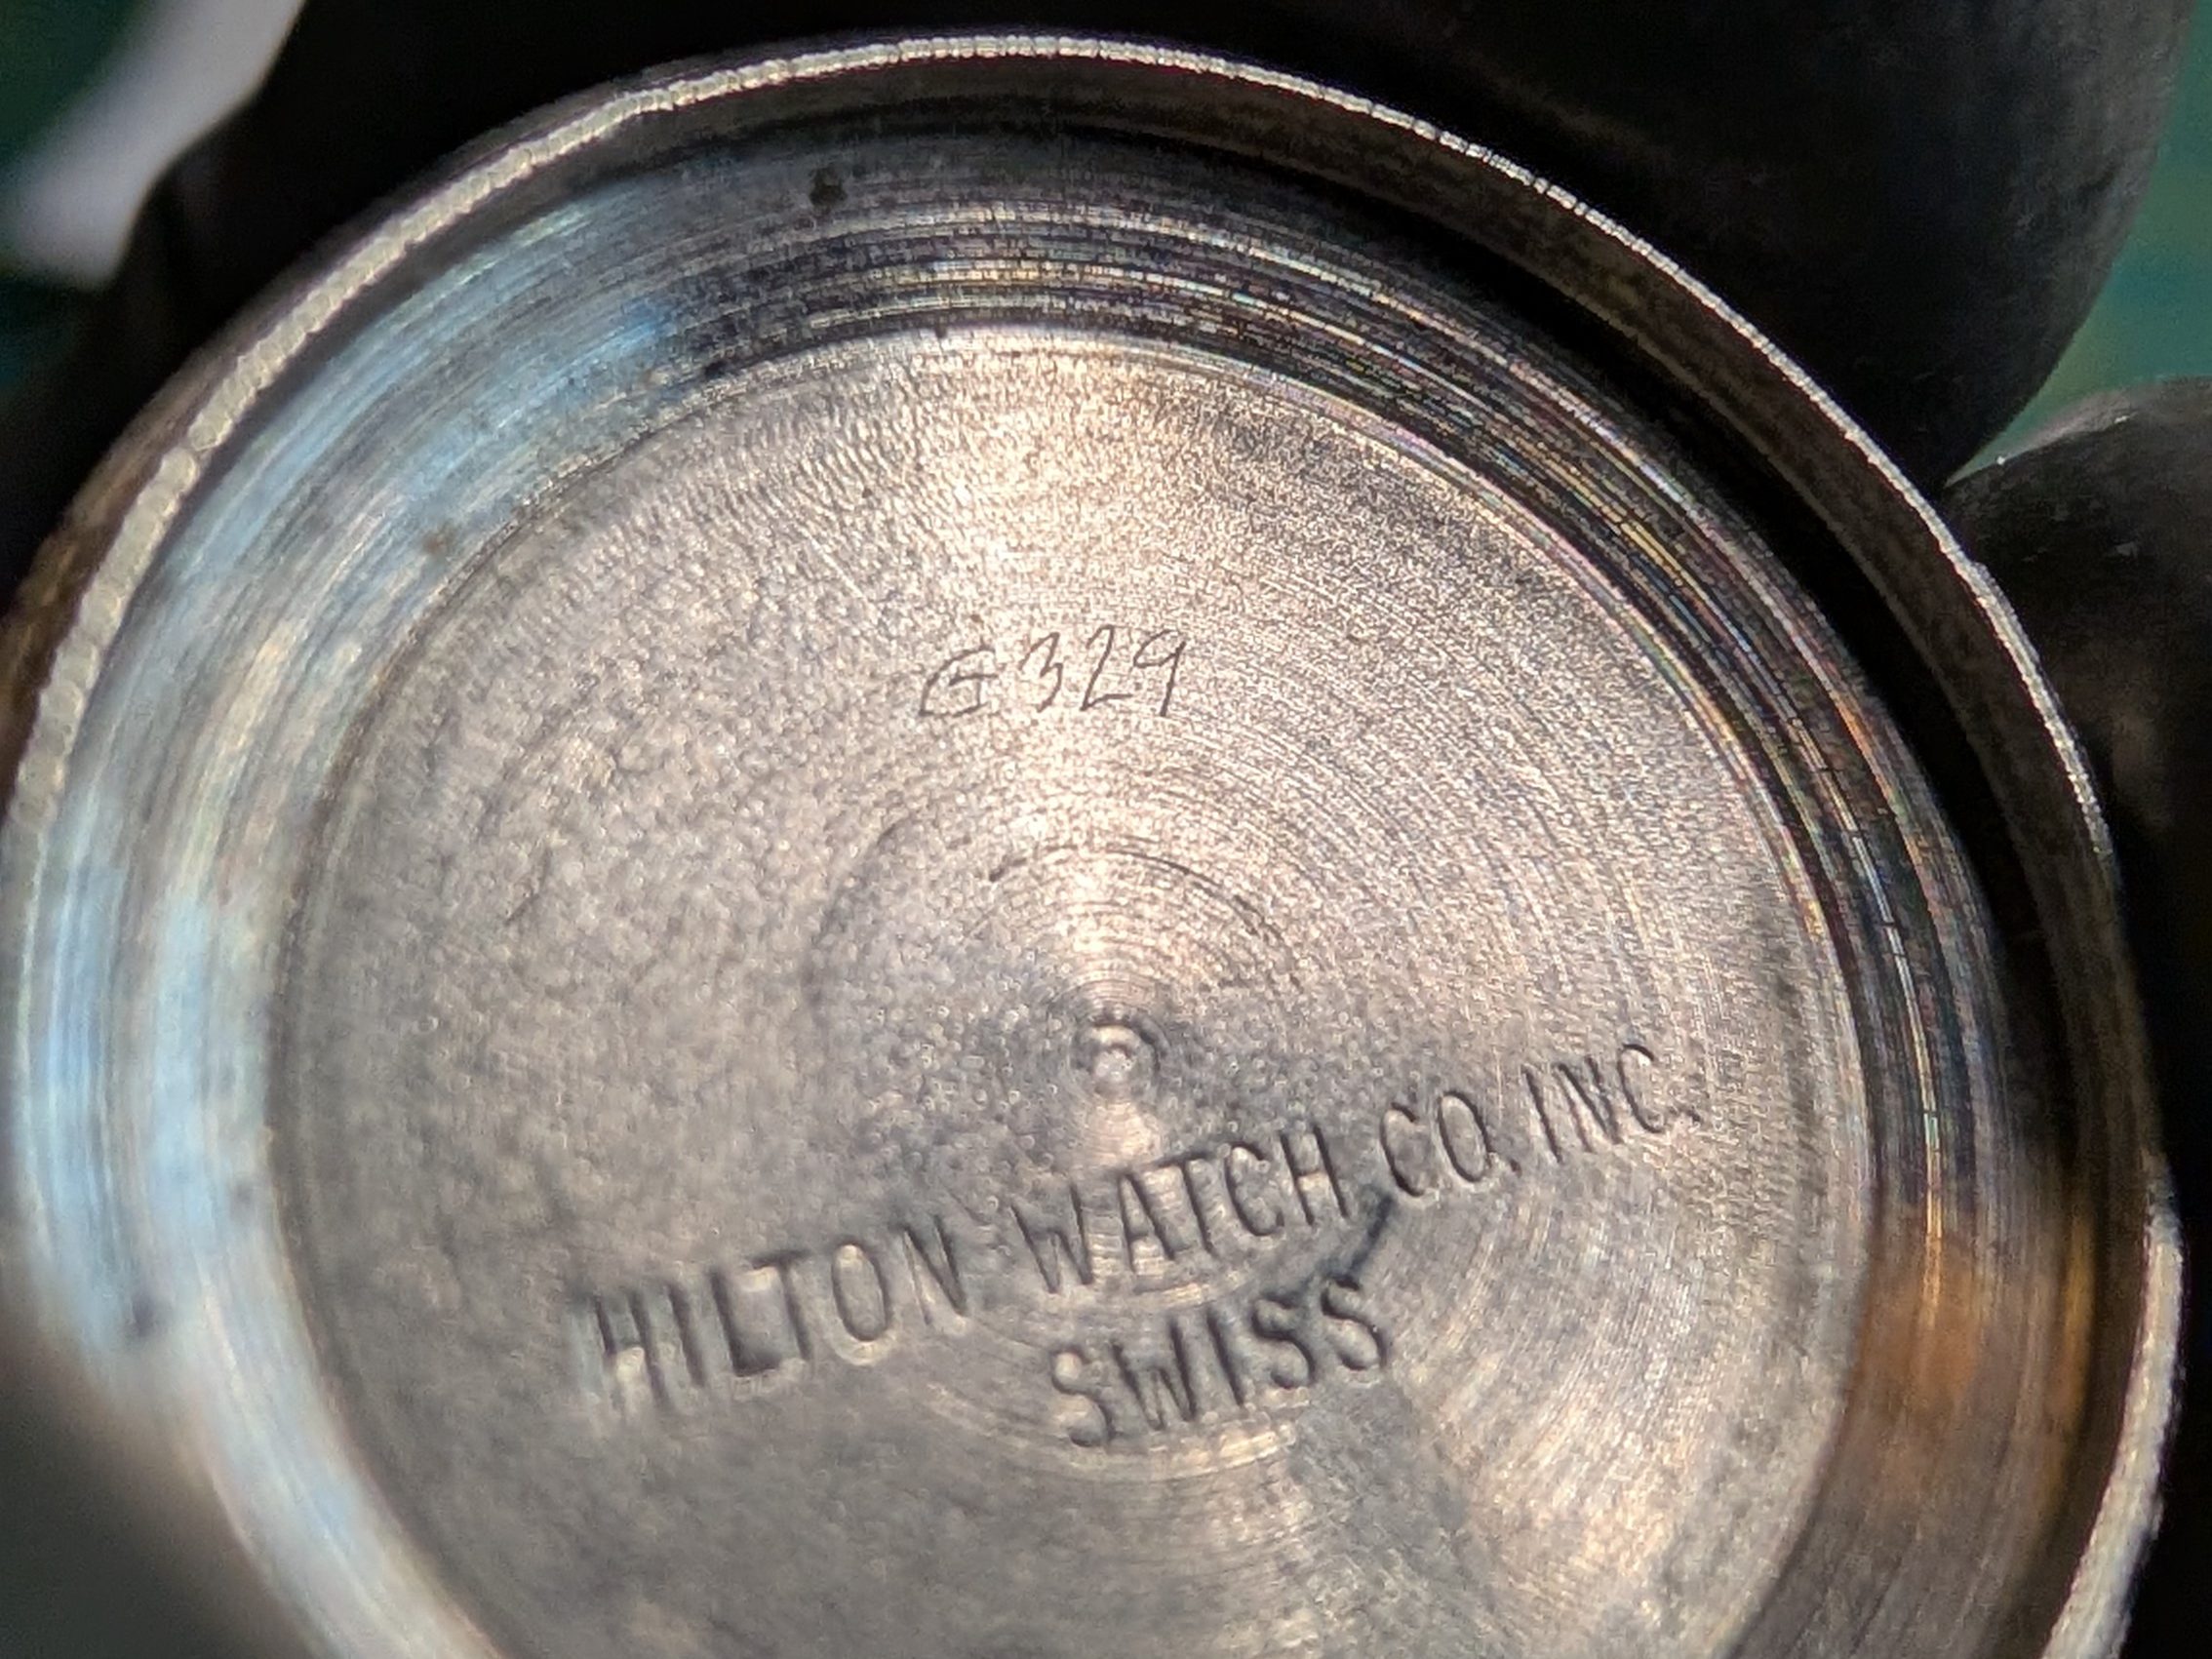 G329
HILTON WATCH CO. INC.
SWISS